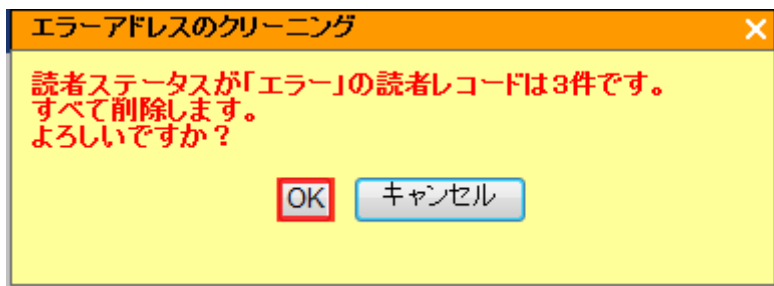 エラーアドレスのクリーニング
読者ステータスが「エラー」の読者レコードは3件です。
すべて削除します。
よろしいですか？
OK キャンセル